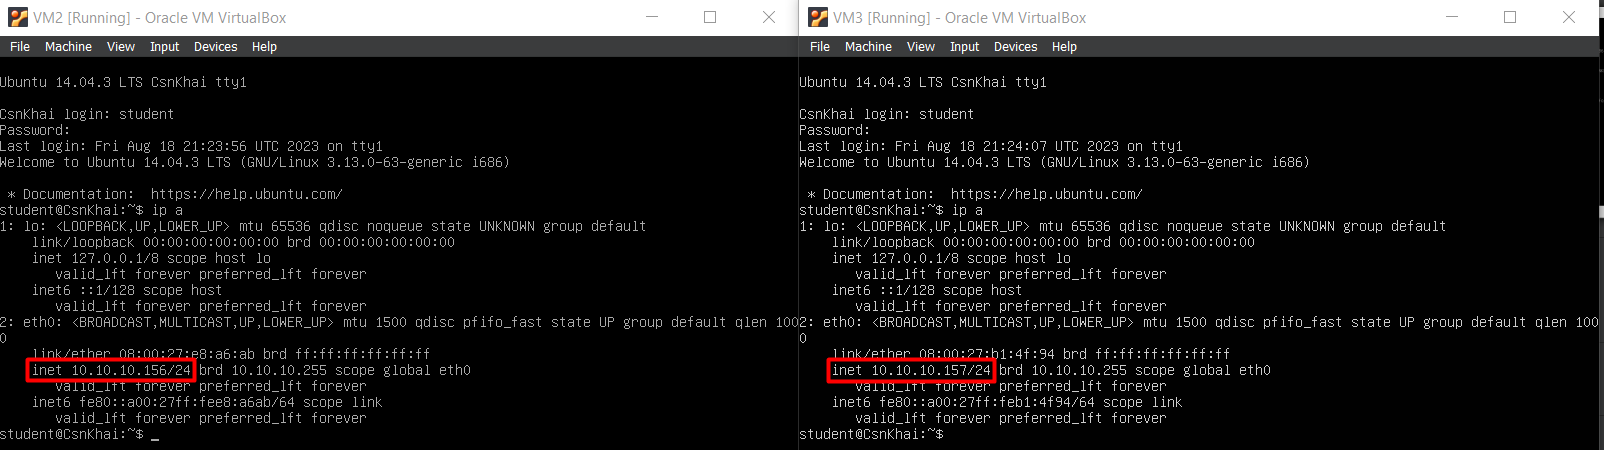 VM2 [Running] - Oracle VM VirtualBox
File Machine View Input Devices Help
Ubuntu 14.04.3 LTS CsnKhai tty1
CsnKhai login: student
Password:
Last login: Fri Aug 18 21:23:56 UTC 2023 on tty1
Welcome to Ubuntu 14.04.3 LTS (GNU/Linux 3.13.0-63-generic i686)
* Documentation:  https://help.ubuntu.com/
student@CsnKhai:~$ ip a
1: lo: <LOOPBACK,UP,LOWER_UP> mtu 65536 qdisc noqueue state UNKNOWN group default
link/loopback 00:00:00:00:00:00 brd 00:00:00:00:00:00
inet 127.0.0.1/8 scope host lo
valid_lft forever preferred_lft forever
inet6 ::1/128 scope host
valid_lft forever preferred_lft forever
2: eth0: <BROADCAST,MULTICAST,UP,LOWER_UP> mtu 1500 qdisc pfifo_fast state UP group default qlen 100
0
link/ether 08:00:27:e8:a6:ab brd ff:ff:ff:ff:ff:ff
inet 10.10.10.156/24 brd 10.10.10.255 scope global eth0
valid_lft forever preferred_lft forever
inet6 fe80::a00:27ff:fee8:a6ab/64 scope link
valid_lft forever preferred_lft forever
student@CsnKhai:~$ _
VM3 [Running] - Oracle VM VirtualBox
File Machine View Input Devices Help
Ubuntu 14.04.3 LTS CsnKhai tty1
CsnKhai login: student
Password:
Last login: Fri Aug 18 21:24:07 UTC 2023 on tty1
Welcome to Ubuntu 14.04.3 LTS (GNU/Linux 3.13.0-63-generic i686)
* Documentation:  https://help.ubuntu.com/
student@CsnKhai:~$ ip a
1: lo: <LOOPBACK,UP,LOWER_UP> mtu 65536 qdisc noqueue state UNKNOWN group default
link/loopback 00:00:00:00:00:00 brd 00:00:00:00:00:00
inet 127.0.0.1/8 scope host lo
valid_lft forever preferred_lft forever
inet6 ::1/128 scope host
valid_lft forever preferred_lft forever
2: eth0: <BROADCAST,MULTICAST,UP,LOWER_UP> mtu 1500 qdisc pfifo_fast state UP group default qlen 100
0
link/ether 08:00:27:b1:4f:94 brd ff:ff:ff:ff:ff:ff
inet 10.10.10.157/24 brd 10.10.10.255 scope global eth0
valid_lft forever preferred_lft forever
inet6 fe80::a00:27ff:feb1:4f94/64 scope link
valid_lft forever preferred_lft forever
student@CsnKhai:~$